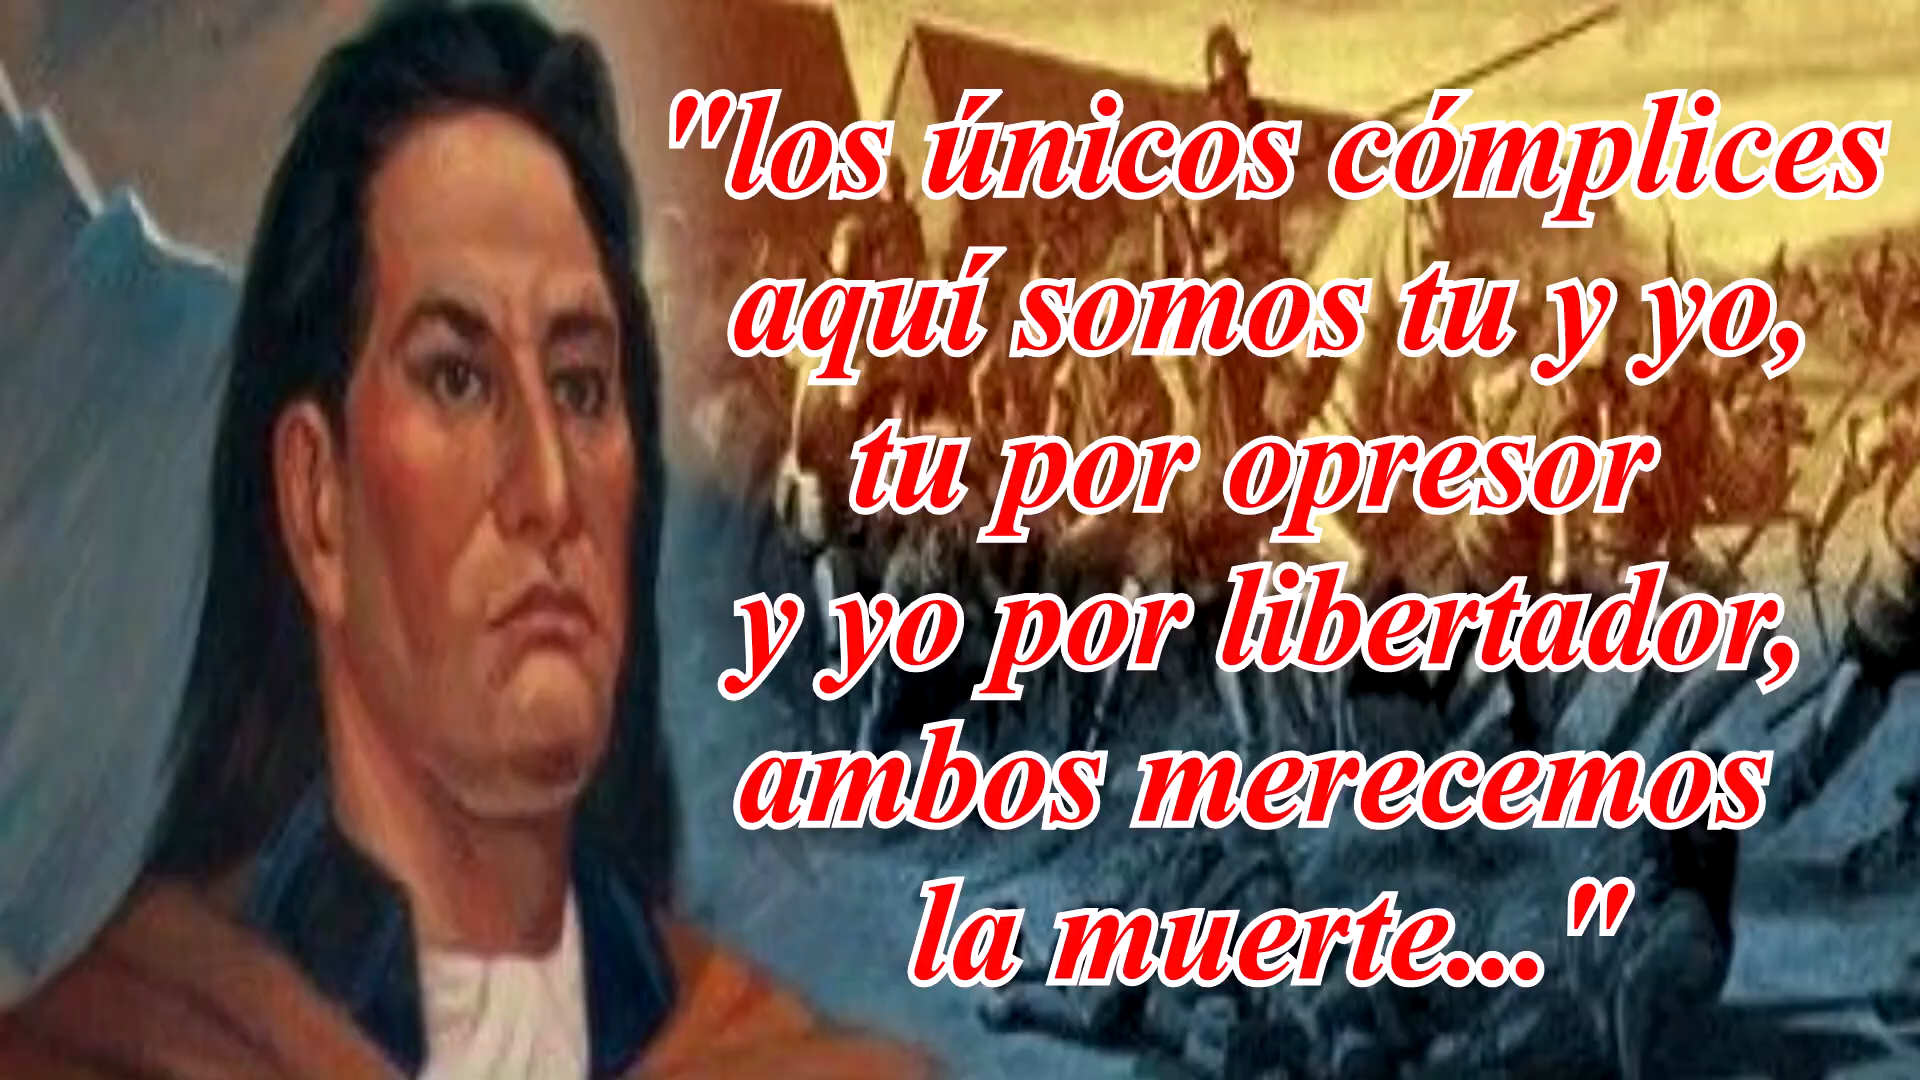 "los únicos cómplices
aquí somos tu y yo,
tu por opresor
y yo por libertador,
ambos merecemos
la muerte..."